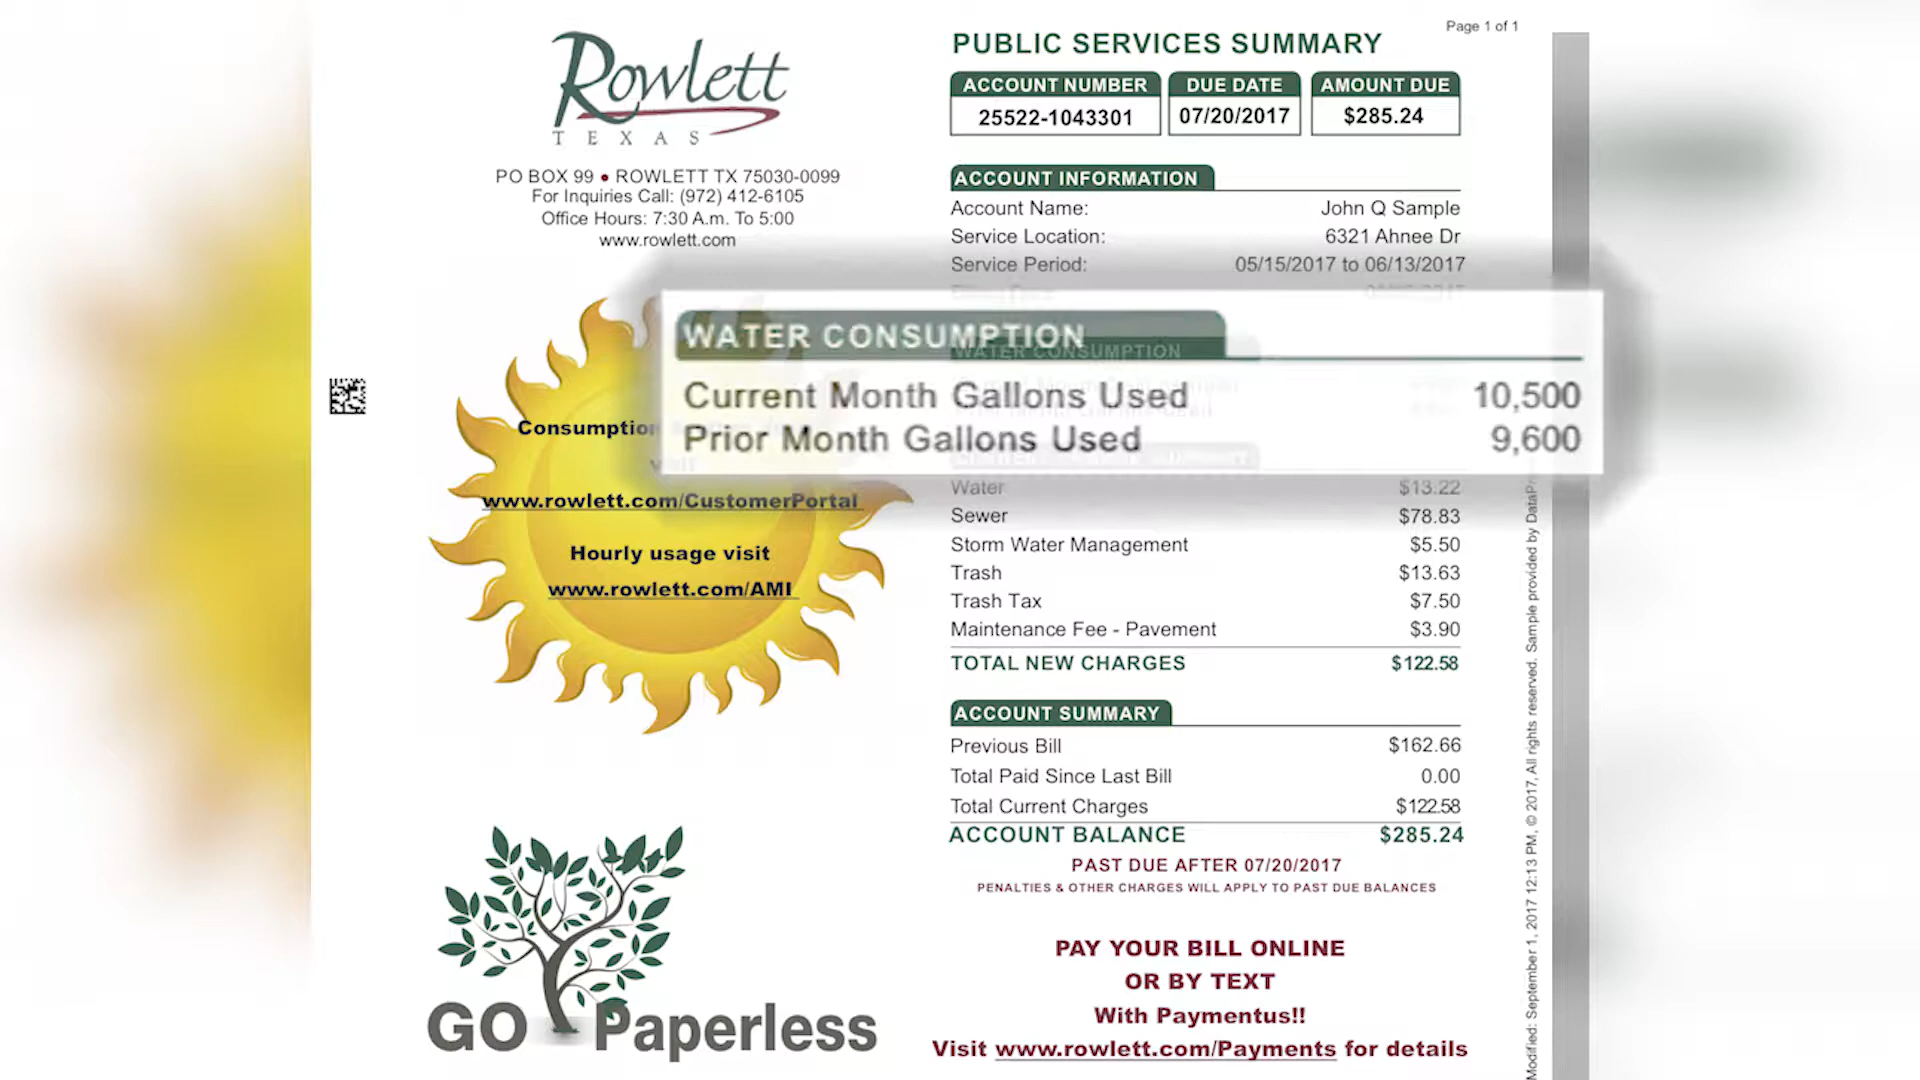 Page 1 of 1
Rowlett
TEXAS
PO BOX 99 • ROWLETT TX 75030-0099
For Inquiries Call: (972) 412-6105
Office Hours: 7:30 A.m. To 5:00
www.rowlett.com
PUBLIC SERVICES SUMMARY
ACCOUNT NUMBER DUE DATE AMOUNT DUE
25522-1043301 07/20/2017 $285.24
ACCOUNT INFORMATION
Account Name: John Q Sample
Service Location: 6321 Ahnee Dr
Service Period: 05/15/2017 to 06/13/2017
WATER CONSUMPTION
WATER CONSUMPTION
Current Month Gallons Used 10,500
Prior Month Gallons Used 9,600
Consumption
visit
www.rowlett.com/CustomerPortal
Hourly usage visit
www.rowlett.com/AMI
Water $13.22
Sewer $78.83
Storm Water Management $5.50
Trash $13.63
Trash Tax $7.50
Maintenance Fee - Pavement $3.90
TOTAL NEW CHARGES $122.58
ACCOUNT SUMMARY
Previous Bill $162.66
Total Paid Since Last Bill 0.00
Total Current Charges $122.58
ACCOUNT BALANCE $285.24
PAST DUE AFTER 07/20/2017
PENALTIES & OTHER CHARGES WILL APPLY TO PAST DUE BALANCES
PAY YOUR BILL ONLINE
OR BY TEXT
With Paymentus!!
Visit www.rowlett.com/Payments for details
GO Paperless
Modified: September 1, 2017 12:13 PM, © 2017, All rights reserved. Sample provided by